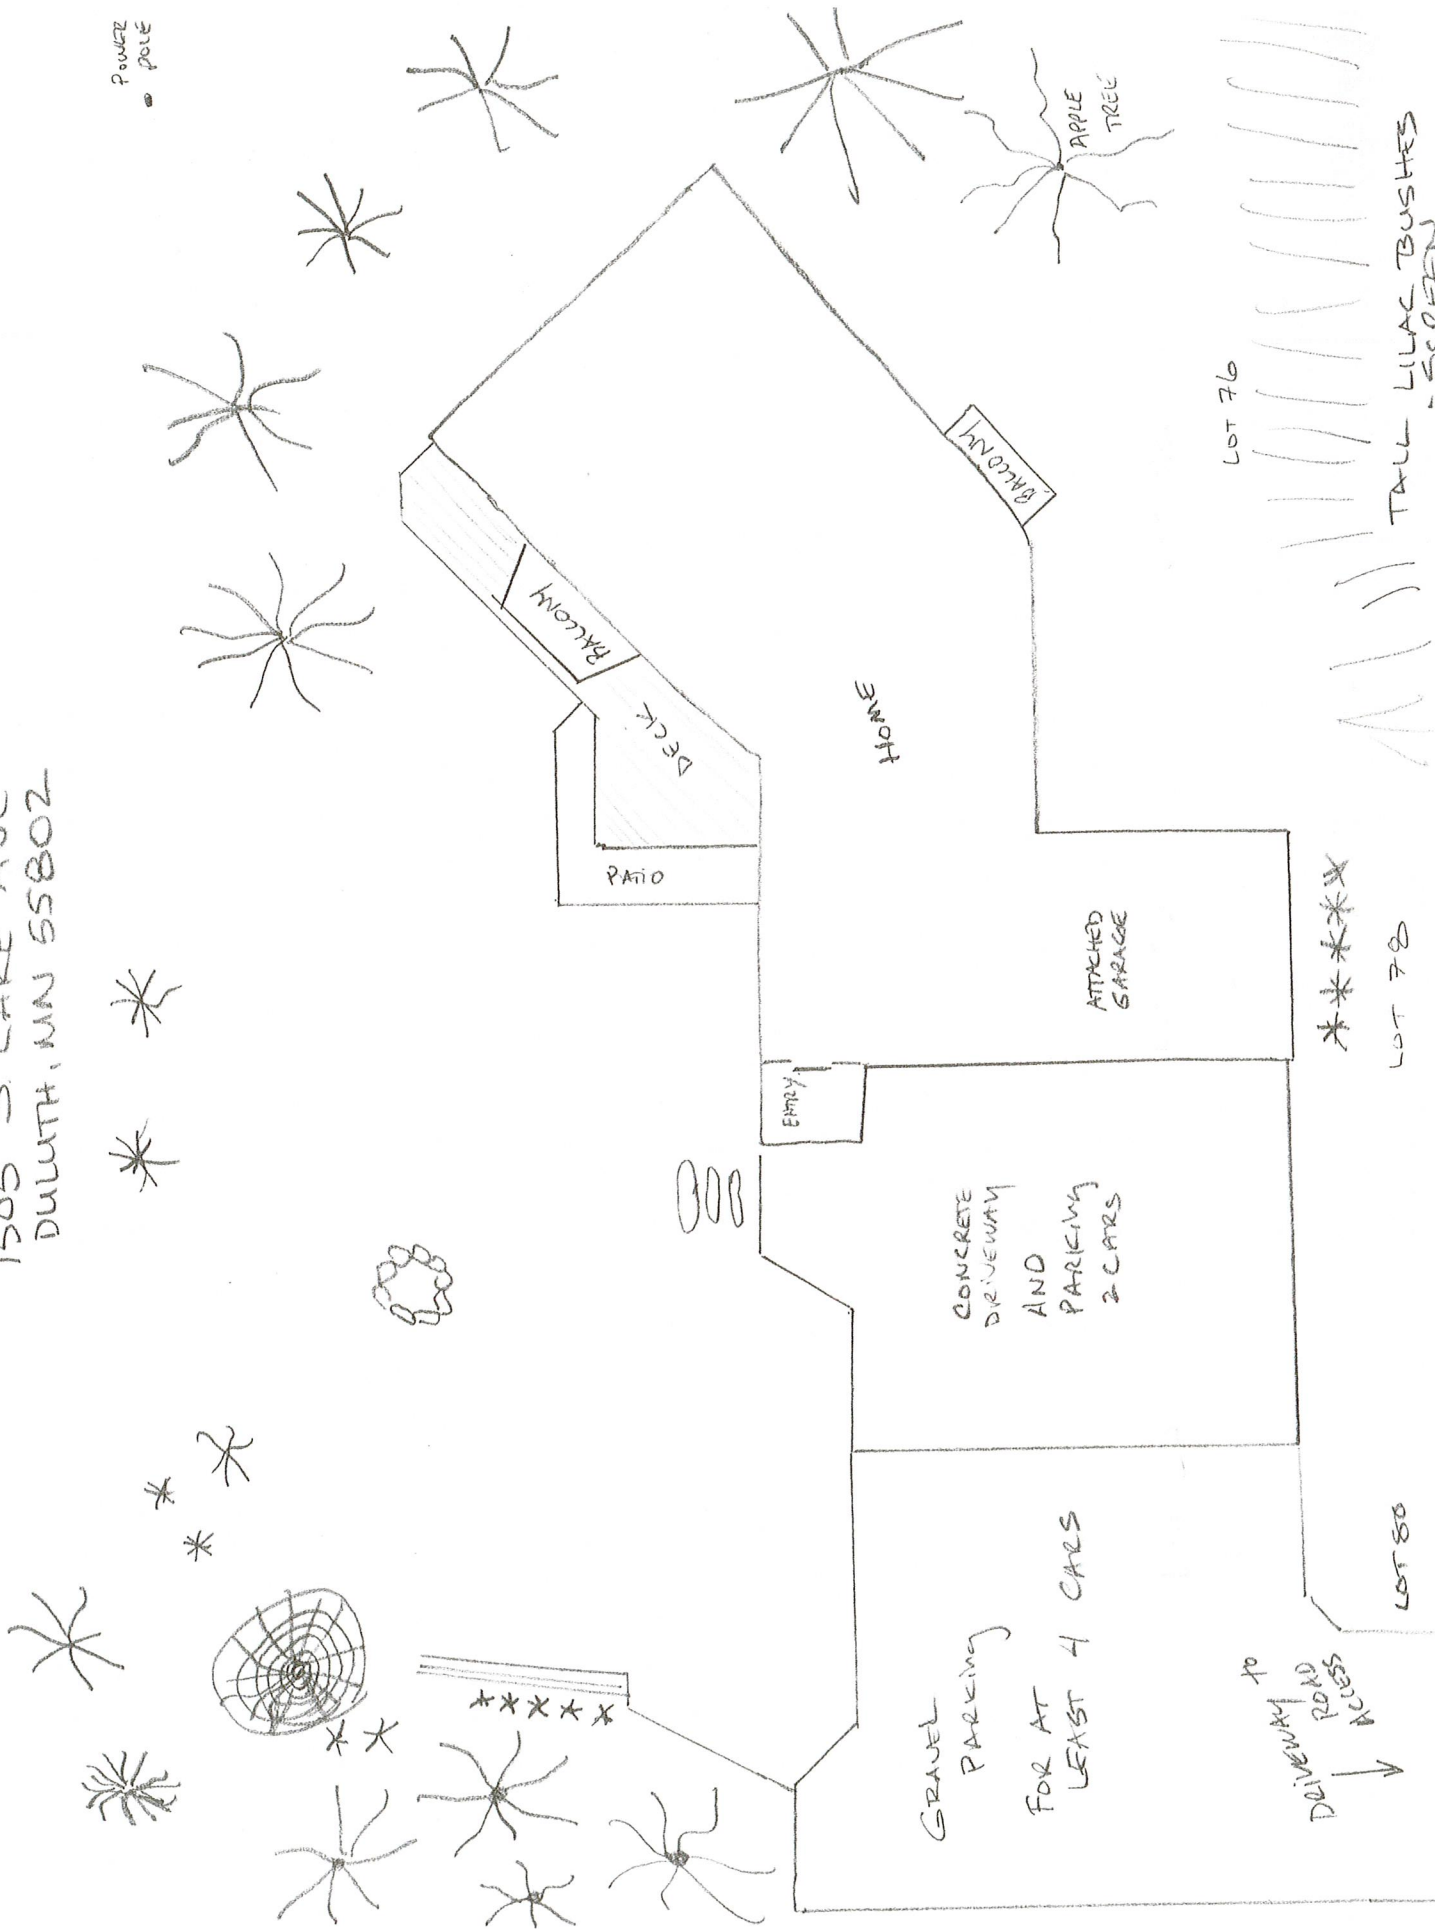 DULUTH, MN 55802
POWER
POLE
APPLE
TREE
LOT 76
TALL LILAC BUSHES
BALCONY
BALCONY
DECK
HOME
PATIO
ATTACHED
GARAGE
ENTRY
LOT 78
CONCRETE
DRIVEWAY
AND
PARKING
2 CARS
GRAVEL
PARKING
FOR AT
LEAST 4 CARS
DRIVEWAY TO
ROAD
ACCESS
LOT 80